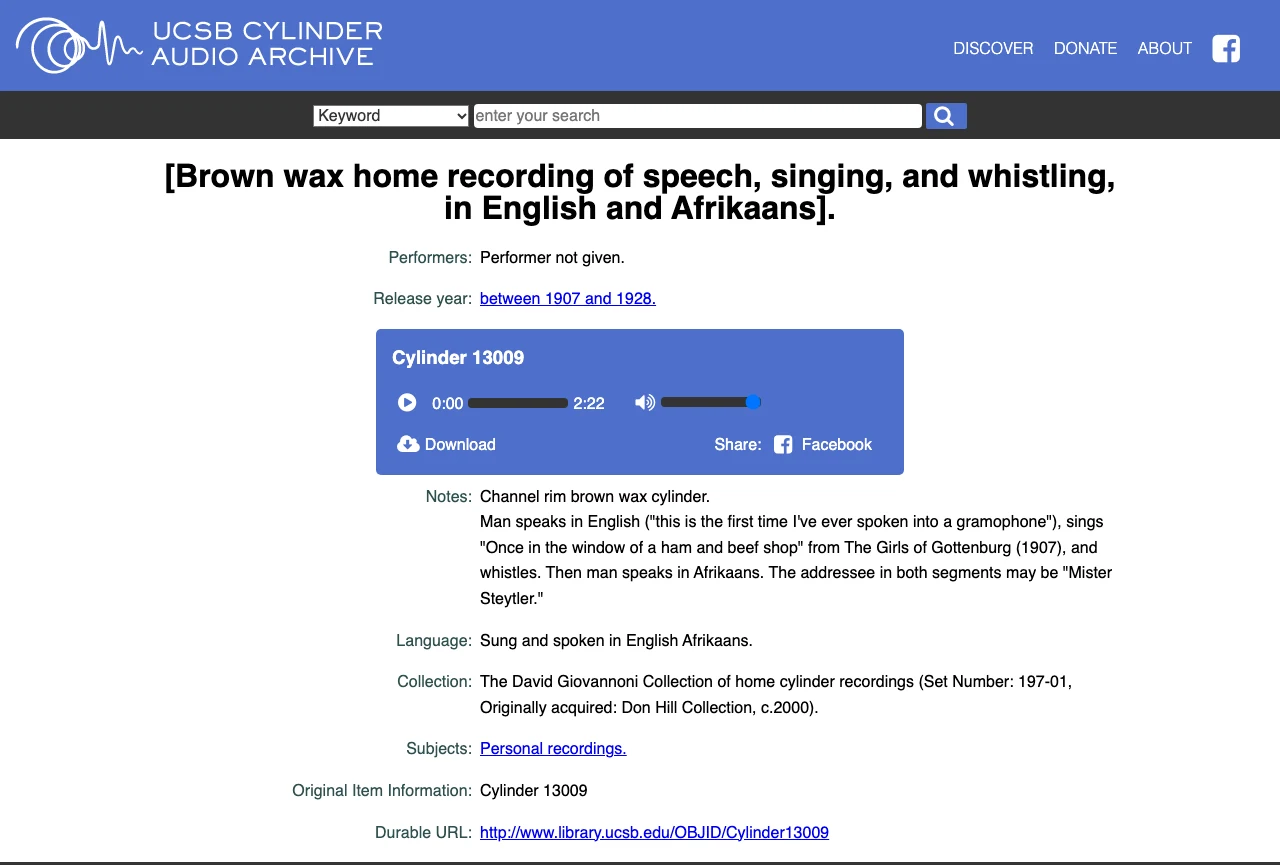 UCSB CYLINDER
AUDIO ARCHIVE
DISCOVER DONATE ABOUT
Keyword enter your search
[Brown wax home recording of speech, singing, and whistling,
in English and Afrikaans].
Performers: Performer not given.
Release year: between 1907 and 1928.
Cylinder 13009
0:00 2:22
Download Share: Facebook
Notes: Channel rim brown wax cylinder.
Man speaks in English ("this is the first time I've ever spoken into a gramophone"), sings
"Once in the window of a ham and beef shop" from The Girls of Gottenburg (1907), and
whistles. Then man speaks in Afrikaans. The addressee in both segments may be "Mister
Steytler."
Language: Sung and spoken in English Afrikaans.
Collection: The David Giovannoni Collection of home cylinder recordings (Set Number: 197-01,
Originally acquired: Don Hill Collection, c.2000).
Subjects: Personal recordings.
Original Item Information: Cylinder 13009
Durable URL: http://www.library.ucsb.edu/OBJID/Cylinder13009